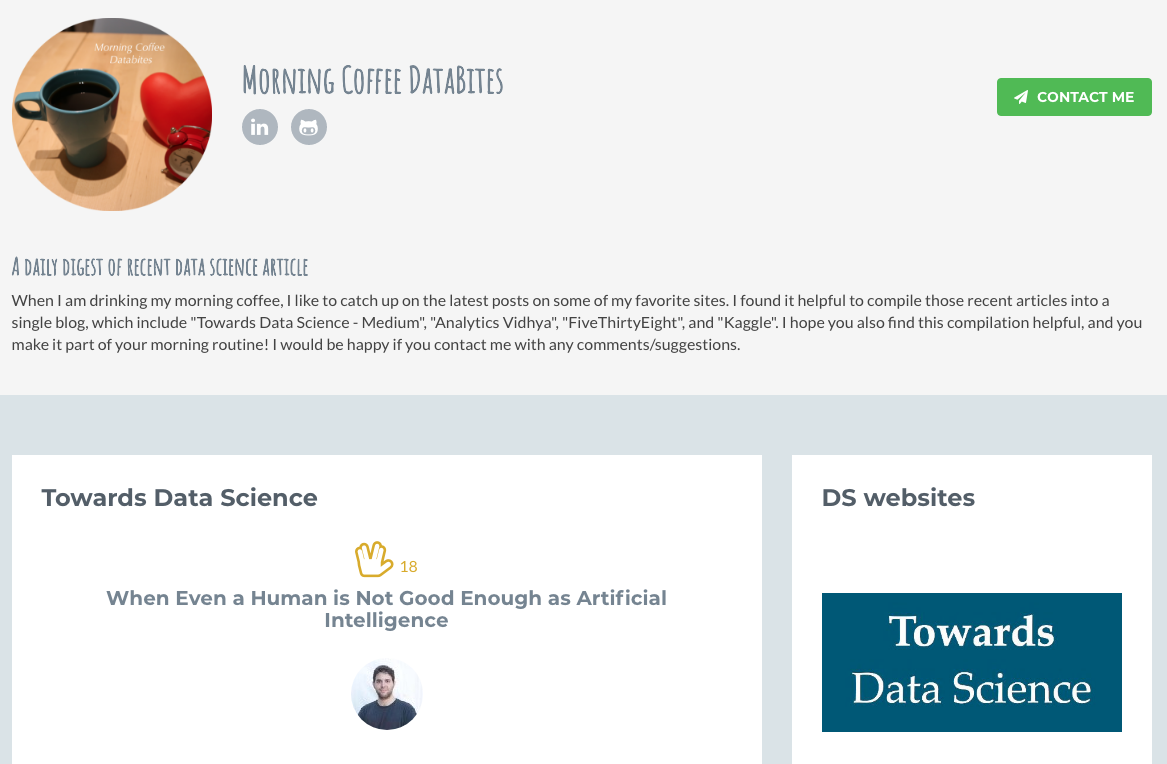 Morning Coffee
Databites
Morning Coffee DataBites
in
CONTACT ME
A daily digest of recent data science article
When I am drinking my morning coffee, I like to catch up on the latest posts on some of my favorite sites. I found it helpful to compile those recent articles into a
single blog, which include "Towards Data Science - Medium", "Analytics Vidhya", "FiveThirtyEight", and "Kaggle". I hope you also find this compilation helpful, and you
make it part of your morning routine! I would be happy if you contact me with any comments/suggestions.
Towards Data Science
18
When Even a Human is Not Good Enough as Artificial
Intelligence
DS websites
Towards
Data Science